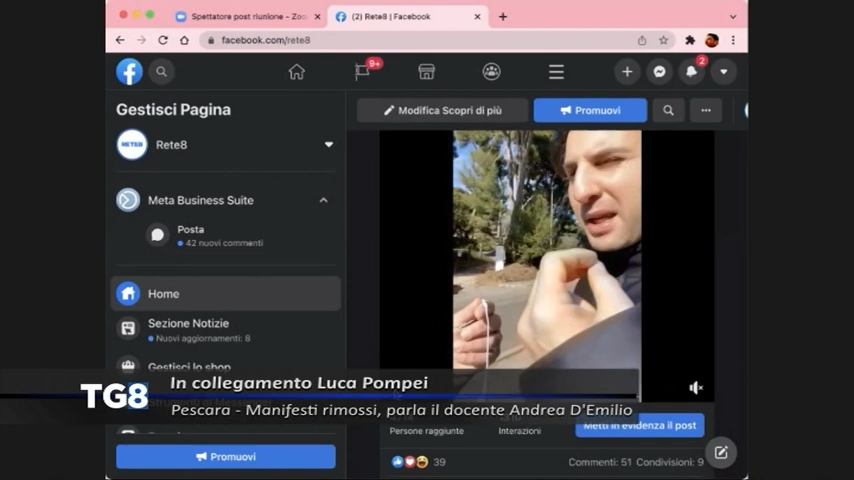 Spettatore post riunione - Zoo
(2) Rete8 | Facebook
facebook.com/rete8
9+
2
Gestisci Pagina
Modifica Scopri di più
Promuovi
RETE8
Rete8
Meta Business Suite
Posta
42 nuovi commenti
Home
Sezione Notizie
Nuovi aggiornamenti: 8
Gestisci lo shop
TG8
In collegamento Luca Pompei
Pescara - Manifesti rimossi, parla il docente Andrea D'Emilio
Persone raggiunte
Interazioni
Metti in evidenza il post
Promuovi
39
Commenti: 51 Condivisioni: 9